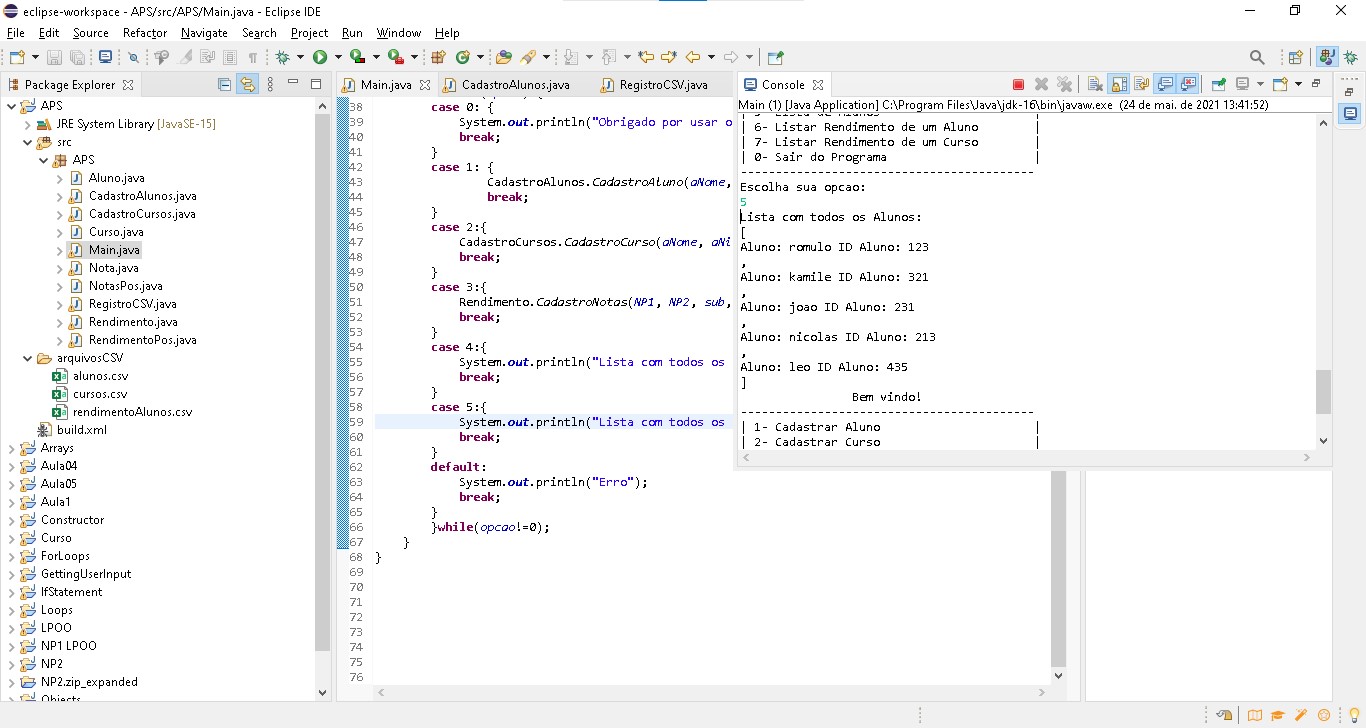 eclipse-workspace - APS/src/APS/Main.java - Eclipse IDE
File Edit Source Refactor Navigate Search Project Run Window Help
Package Explorer
APS
JRE System Library [JavaSE-15]
src
APS
Aluno.java
CadastroAlunos.java
CadastroCursos.java
Curso.java
Main.java
Nota.java
NotasPos.java
RegistroCSV.java
Rendimento.java
RendimentoPos.java
arquivosCSV
alunos.csv
cursos.csv
rendimentoAlunos.csv
build.xml
Arrays
Aula04
Aula05
Aula1
Constructor
Curso
ForLoops
GettingUserInput
IfStatement
Loops
LPOO
NP1 LPOO
NP2
NP2.zip_expanded
Objects
Main.java CadastroAlunos.java RegistroCSV.java
38 case 0: {
39 System.out.println("Obrigado por usar o
40 break;
41 }
42 case 1: {
43 CadastroAlunos.CadastroAluno(aNome,
44 break;
45 }
46 case 2:{
47 CadastroCursos.CadastroCurso(aNome, aNi
48 break;
49 }
50 case 3:{
51 Rendimento.CadastroNotas(NP1, NP2, sub,
52 break;
53 }
54 case 4:{
55 System.out.println("Lista com todos os
56 break;
57 }
58 case 5:{
59 System.out.println("Lista com todos os
60 break;
61 }
62 default:
63 System.out.println("Erro");
64 break;
65 }
66 }while(opcao!=0);
67 }
68 }
69
70
71
72
73
74
75
76
Console
Main (1) [Java Application] C:\Program Files\Java\jdk-16\bin\javaw.exe (24 de mai. de 2021 13:41:52)
| 5- Lista de Alunos |
| 6- Listar Rendimento de um Aluno |
| 7- Listar Rendimento de um Curso |
| 0- Sair do Programa |
------------------------------------------
Escolha sua opcao:
5
Lista com todos os Alunos:
[
Aluno: romulo ID Aluno: 123
,
Aluno: kamile ID Aluno: 321
,
Aluno: joao ID Aluno: 231
,
Aluno: nicolas ID Aluno: 213
,
Aluno: leo ID Aluno: 435
]
Bem vindo!
------------------------------------------
| 1- Cadastrar Aluno |
| 2- Cadastrar Curso |